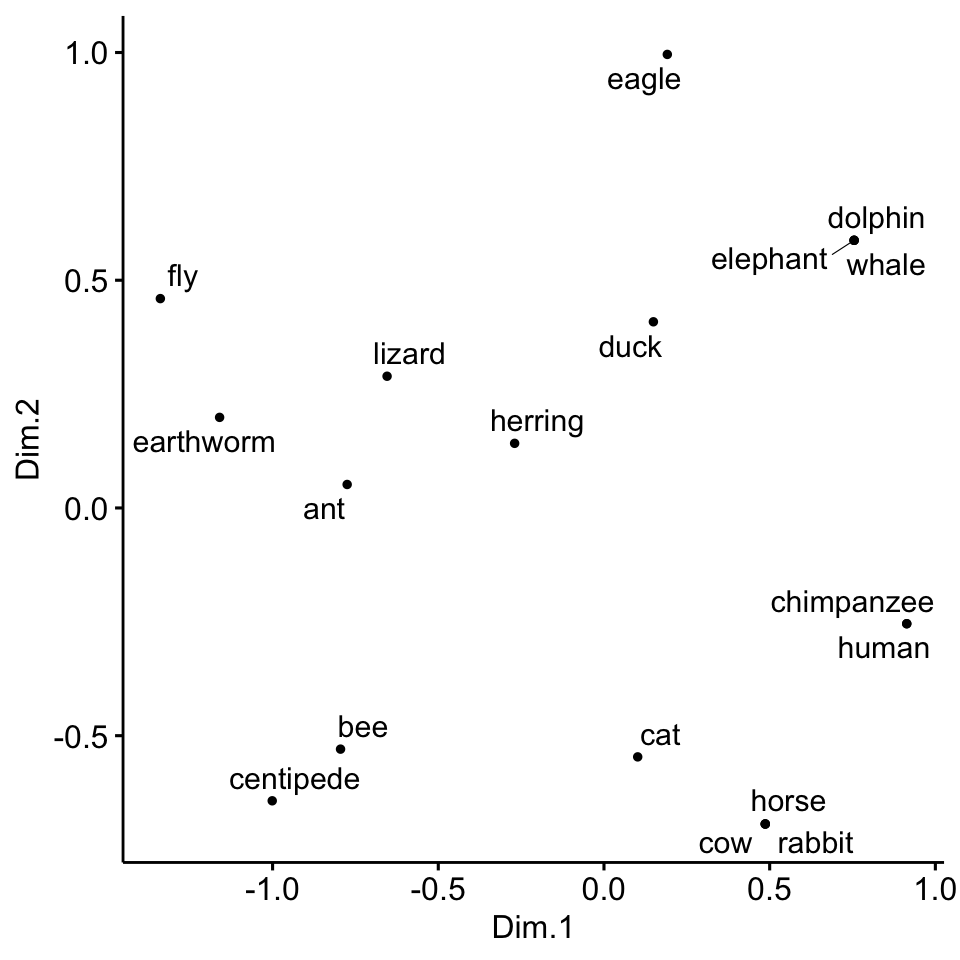 1.0
eagle
dolphin
elephant
whale
fly
0.5
duck
lizard
herring
earthworm
Dim.2
ant
0.0
chimpanzee
human
bee
cat
-0.5
centipede
horse
cow rabbit
-1.0 -0.5 0.0 0.5 1.0
Dim.1